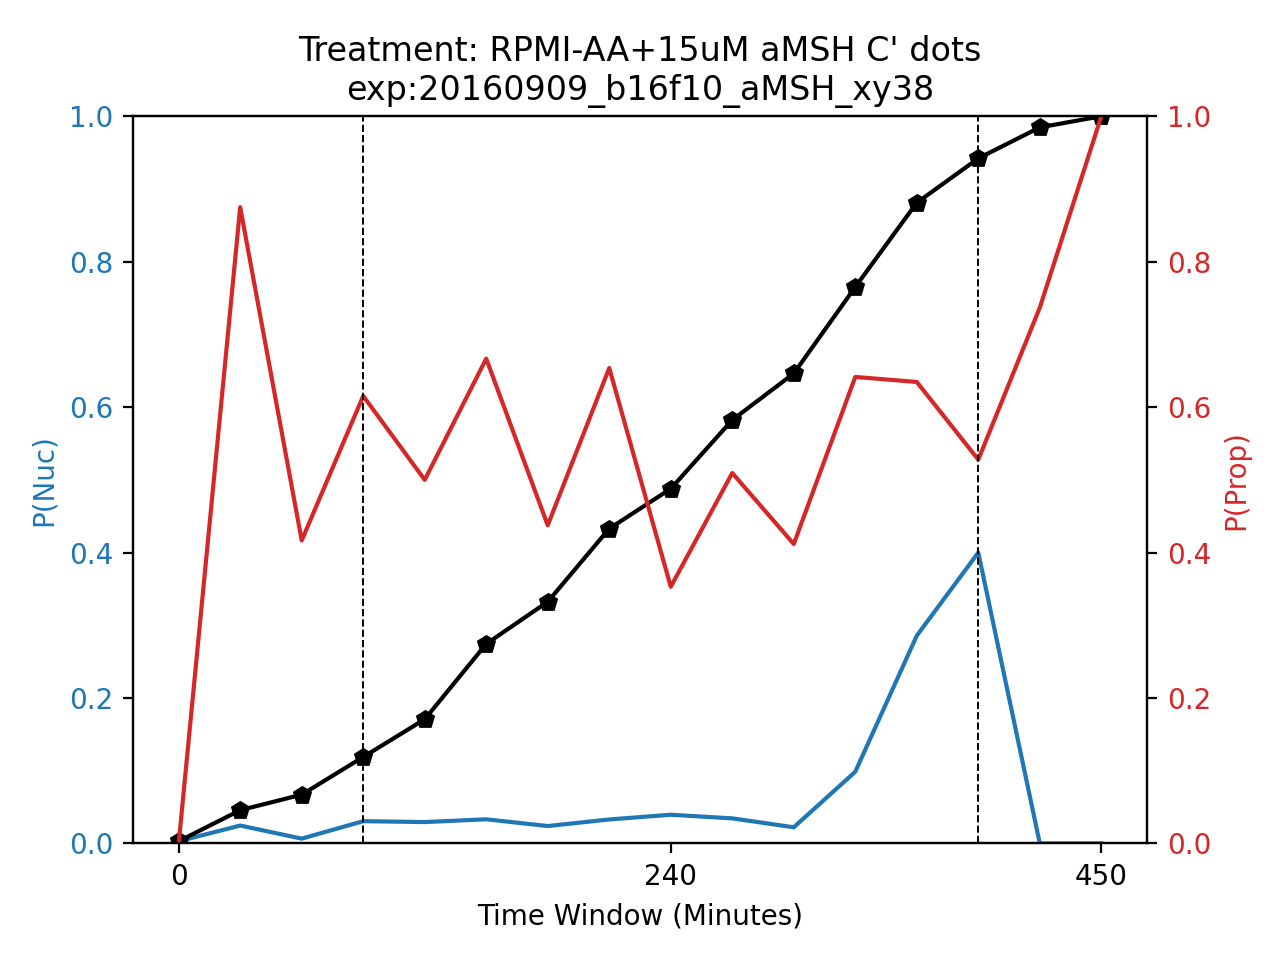 Treatment: RPMI-AA+15uM aMSH C' dots
exp:20160909_b16f10_aMSH_xy38
1.0
0.8
0.6
0.4
0.2
0.0
P(Nuc)
1.0
0.8
0.6
0.4
0.2
0.0
P(Prop)
0 240 450
Time Window (Minutes)